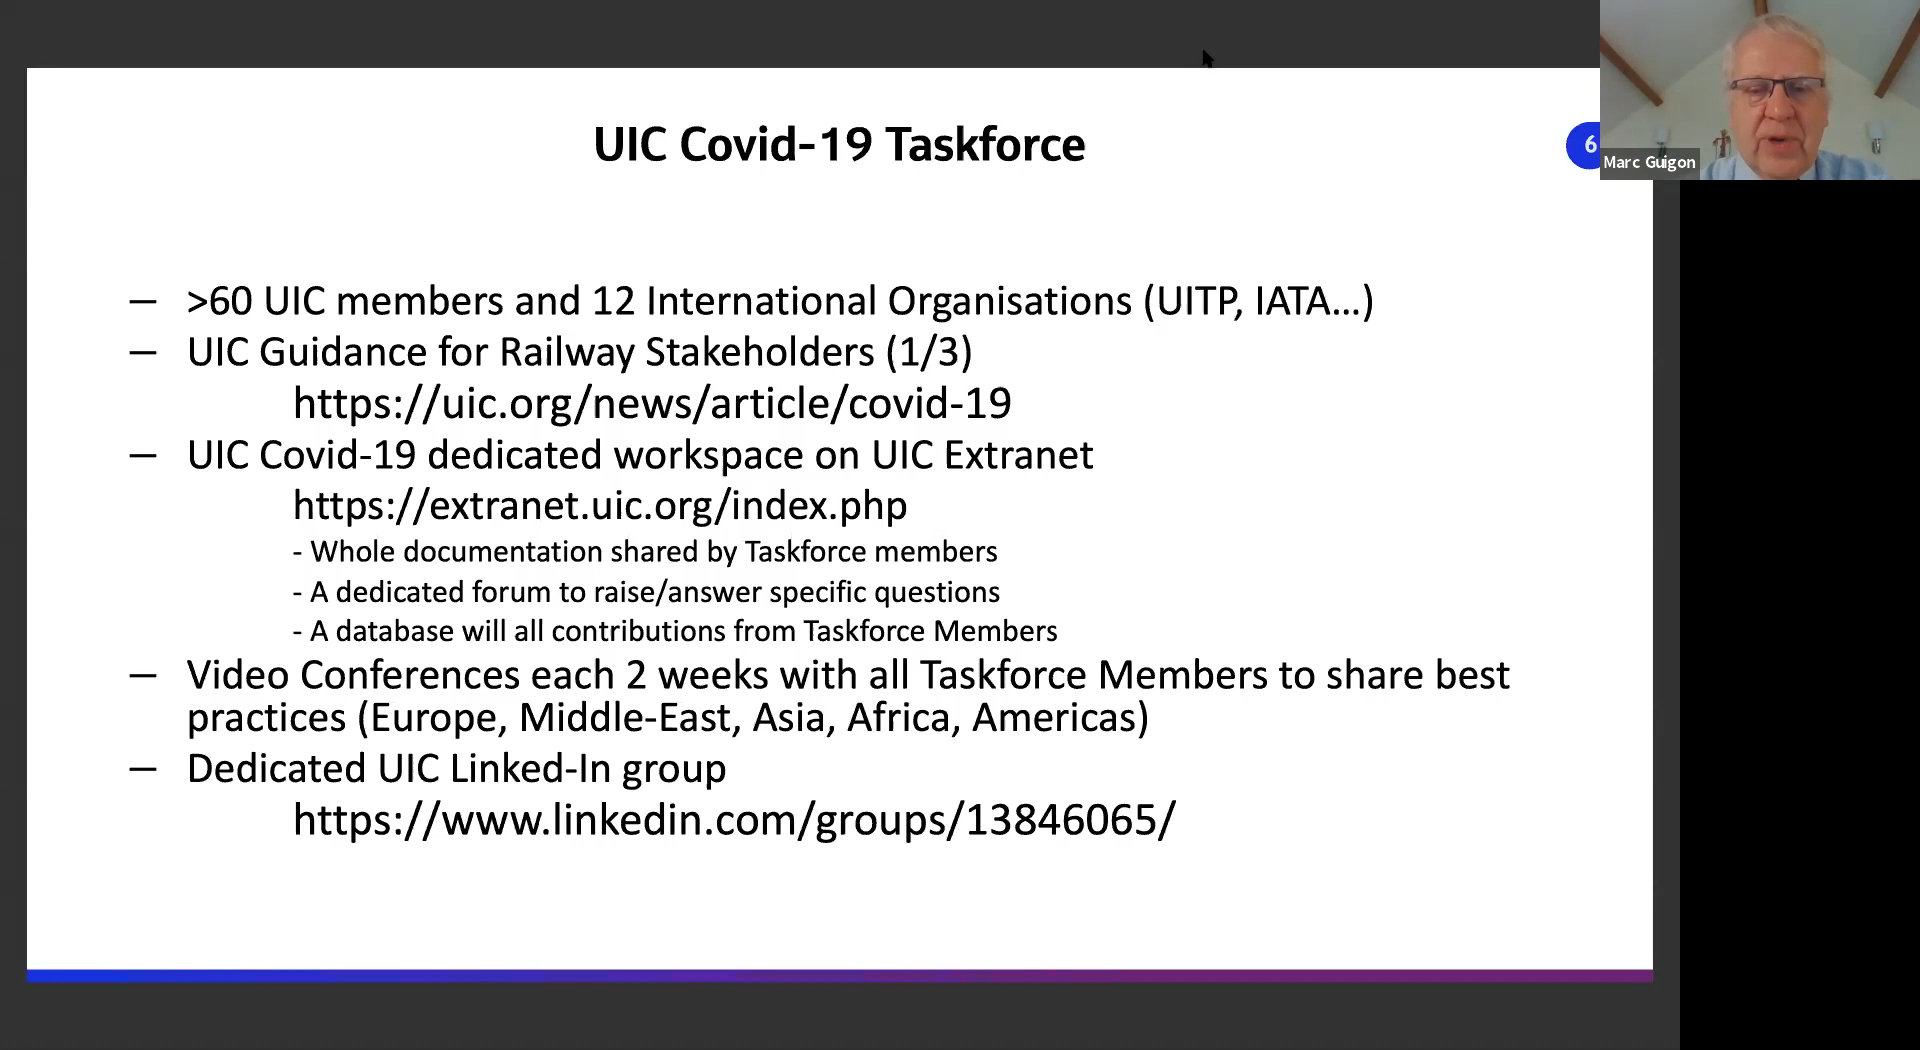 UIC Covid-19 Taskforce
6
Marc Guigon
— >60 UIC members and 12 International Organisations (UITP, IATA...)
— UIC Guidance for Railway Stakeholders (1/3)
https://uic.org/news/article/covid-19
— UIC Covid-19 dedicated workspace on UIC Extranet
https://extranet.uic.org/index.php
- Whole documentation shared by Taskforce members
- A dedicated forum to raise/answer specific questions
- A database will all contributions from Taskforce Members
— Video Conferences each 2 weeks with all Taskforce Members to share best
practices (Europe, Middle-East, Asia, Africa, Americas)
— Dedicated UIC Linked-In group
https://www.linkedin.com/groups/13846065/